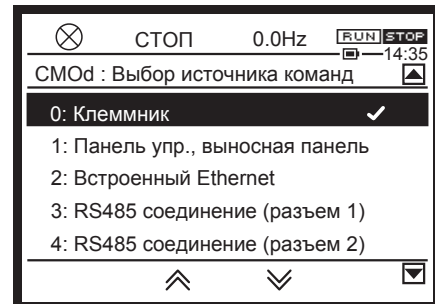 СТОП 0.0Hz RUN STOP
14:35
CMOd : Выбор источника команд
0: Клеммник
1: Панель упр., выносная панель
2: Встроенный Ethernet
3: RS485 соединение (разъем 1)
4: RS485 соединение (разъем 2)